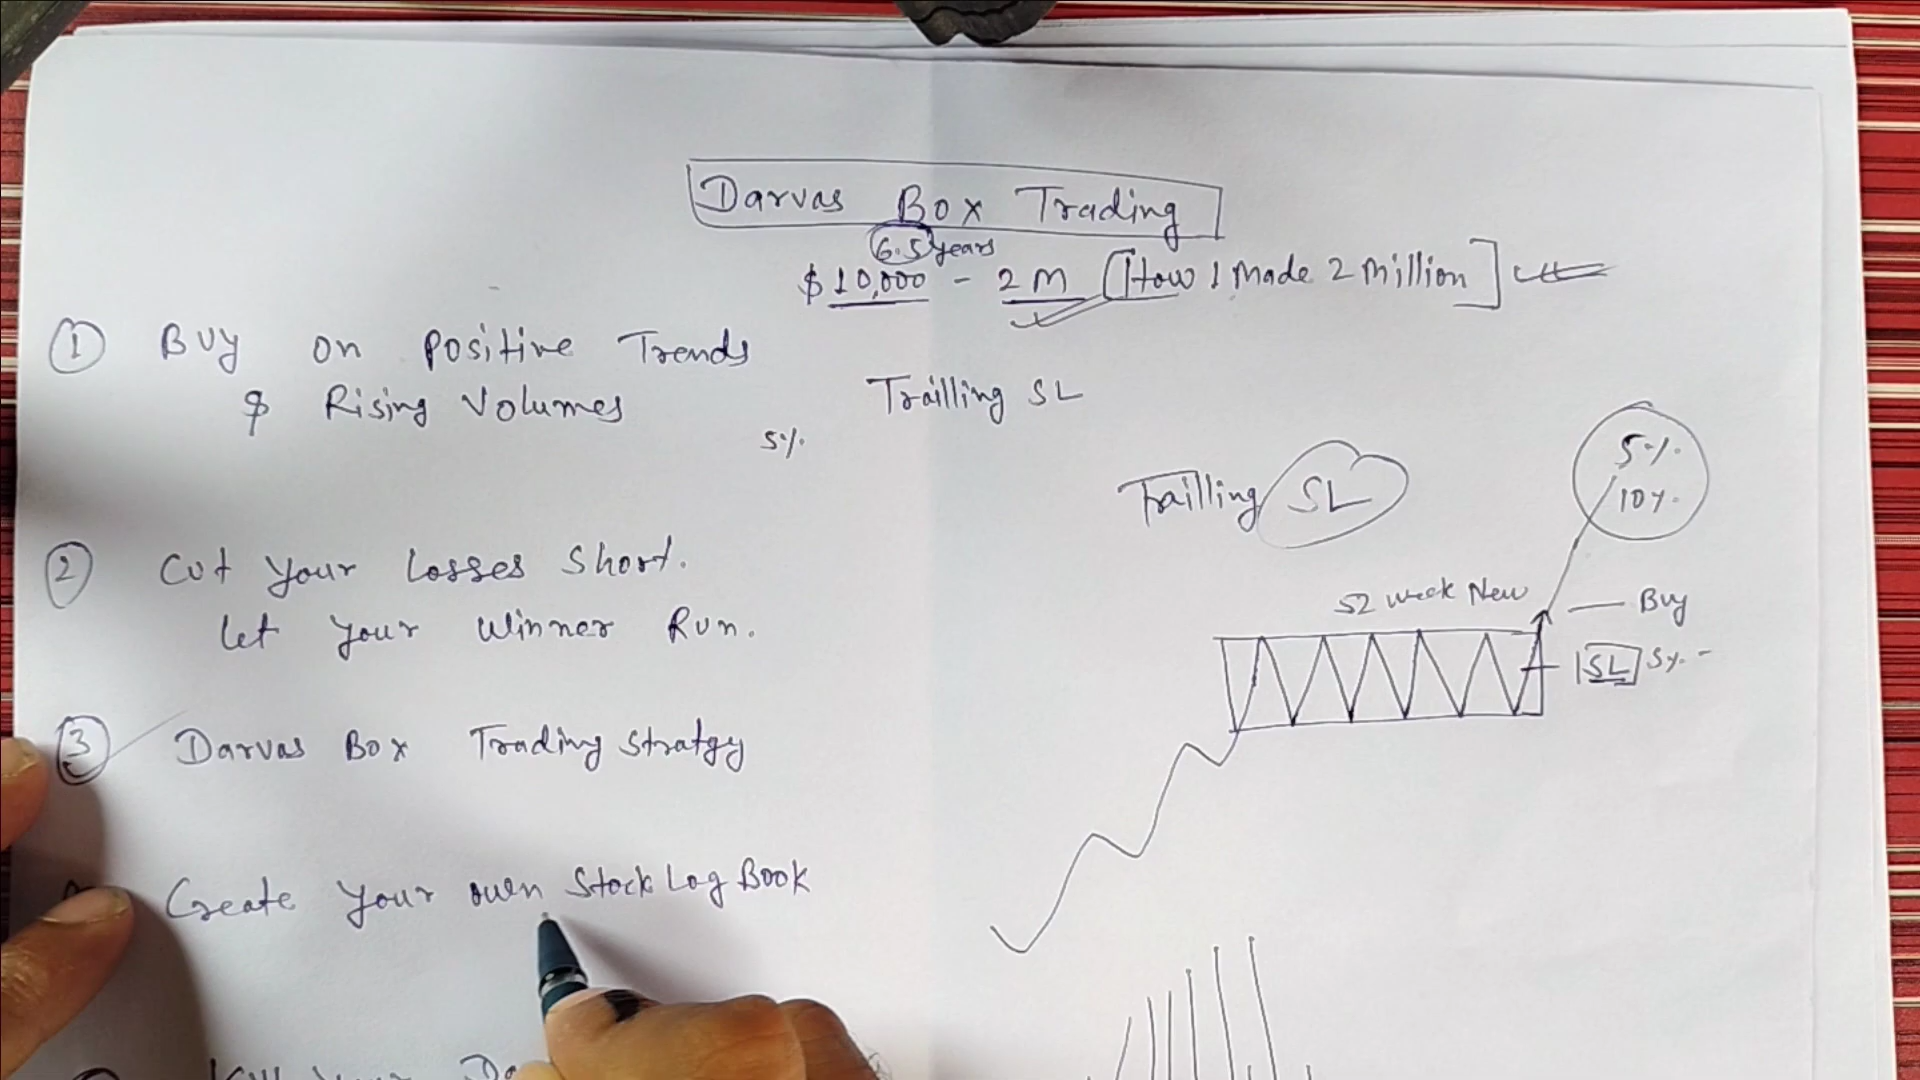 Darvas Box Trading
6.5 years
$ 10,000 - 2 M [How I Made 2 Million]
① Buy on Positive Trends
& Rising Volumes
Trailling SL
5%
Trailling SL
5%
10%
② Cut Your Losses Short.
Let Your Winner Run.
52 Week New
Buy
SL 5%
③ Darvas Box Trading Stratgy
Create Your own Stock Log Book
Your